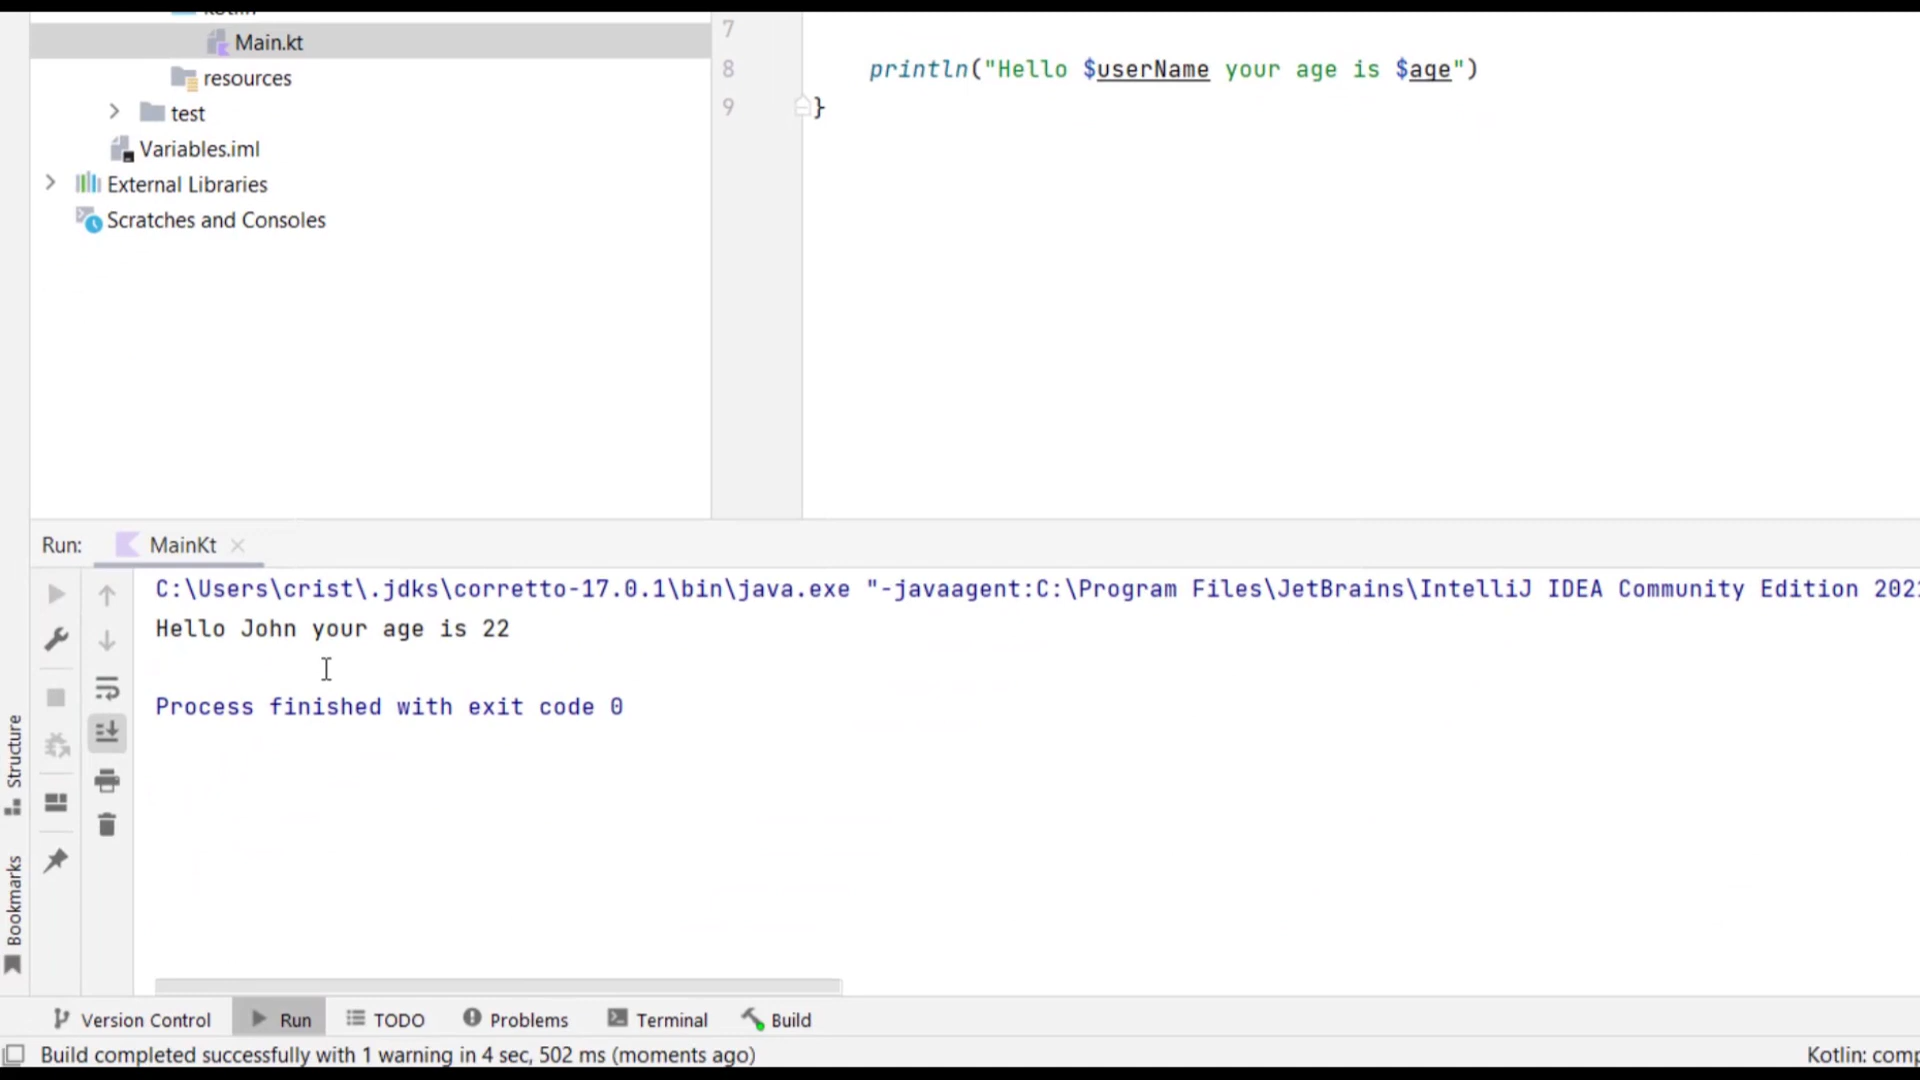 Main.kt
resources
test
Variables.iml
External Libraries
Scratches and Consoles
7
8 println("Hello $userName your age is $age")
9 }
Run: MainKt
C:\Users\crist\.jdks\corretto-17.0.1\bin\java.exe "-javaagent:C:\Program Files\JetBrains\IntelliJ IDEA Community Edition
Hello John your age is 22
Process finished with exit code 0
Structure
Bookmarks
Version Control Run TODO Problems Terminal Build
Build completed successfully with 1 warning in 4 sec, 502 ms (moments ago) Kotlin: